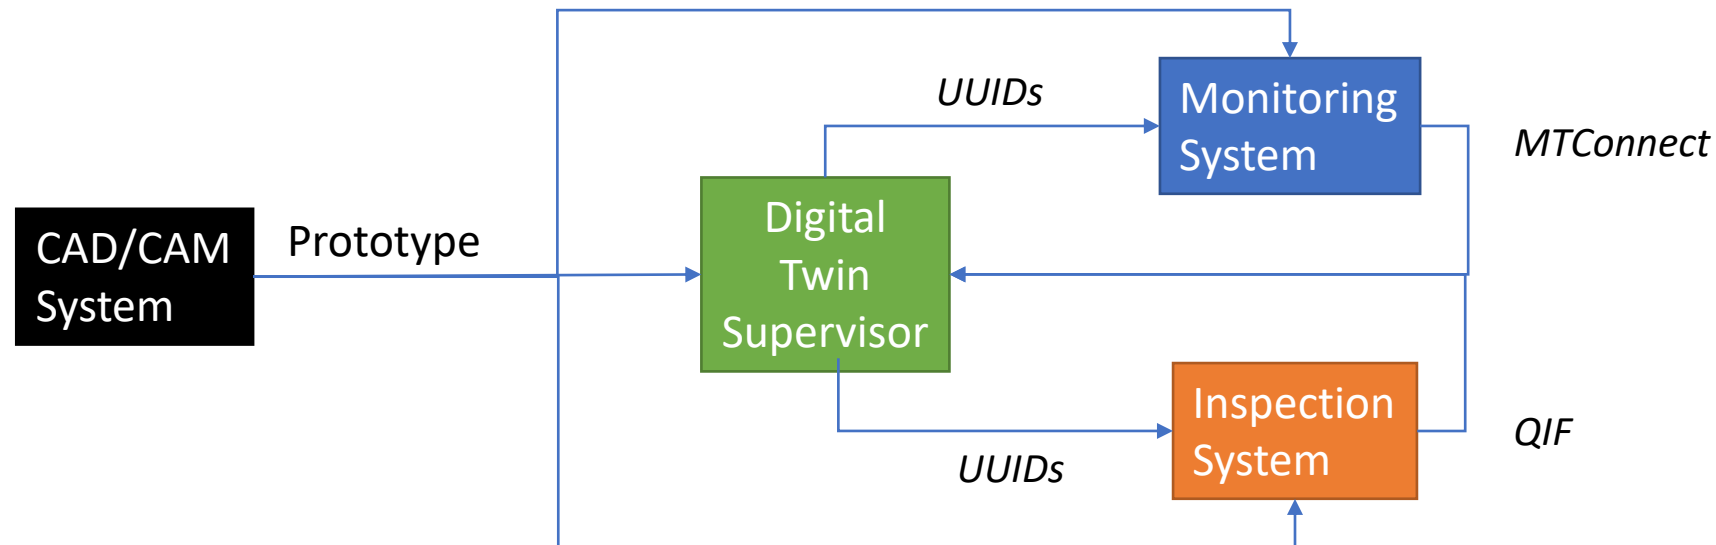 UUIDs
Monitoring
System
MTConnect
Digital
Twin
Supervisor
CAD/CAM
System
Prototype
Inspection
System
QIF
UUIDs